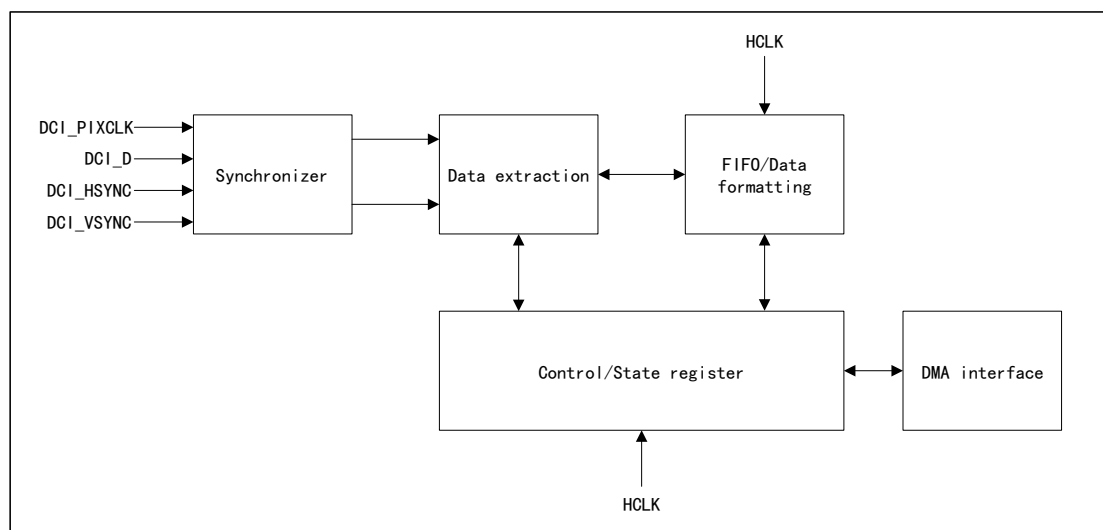 HCLK
DCI_PIXCLK
DCI_D
DCI_HSYNC
DCI_VSYNC
Synchronizer
Data extraction
FIFO/Data
formatting
Control/State register
DMA interface
HCLK